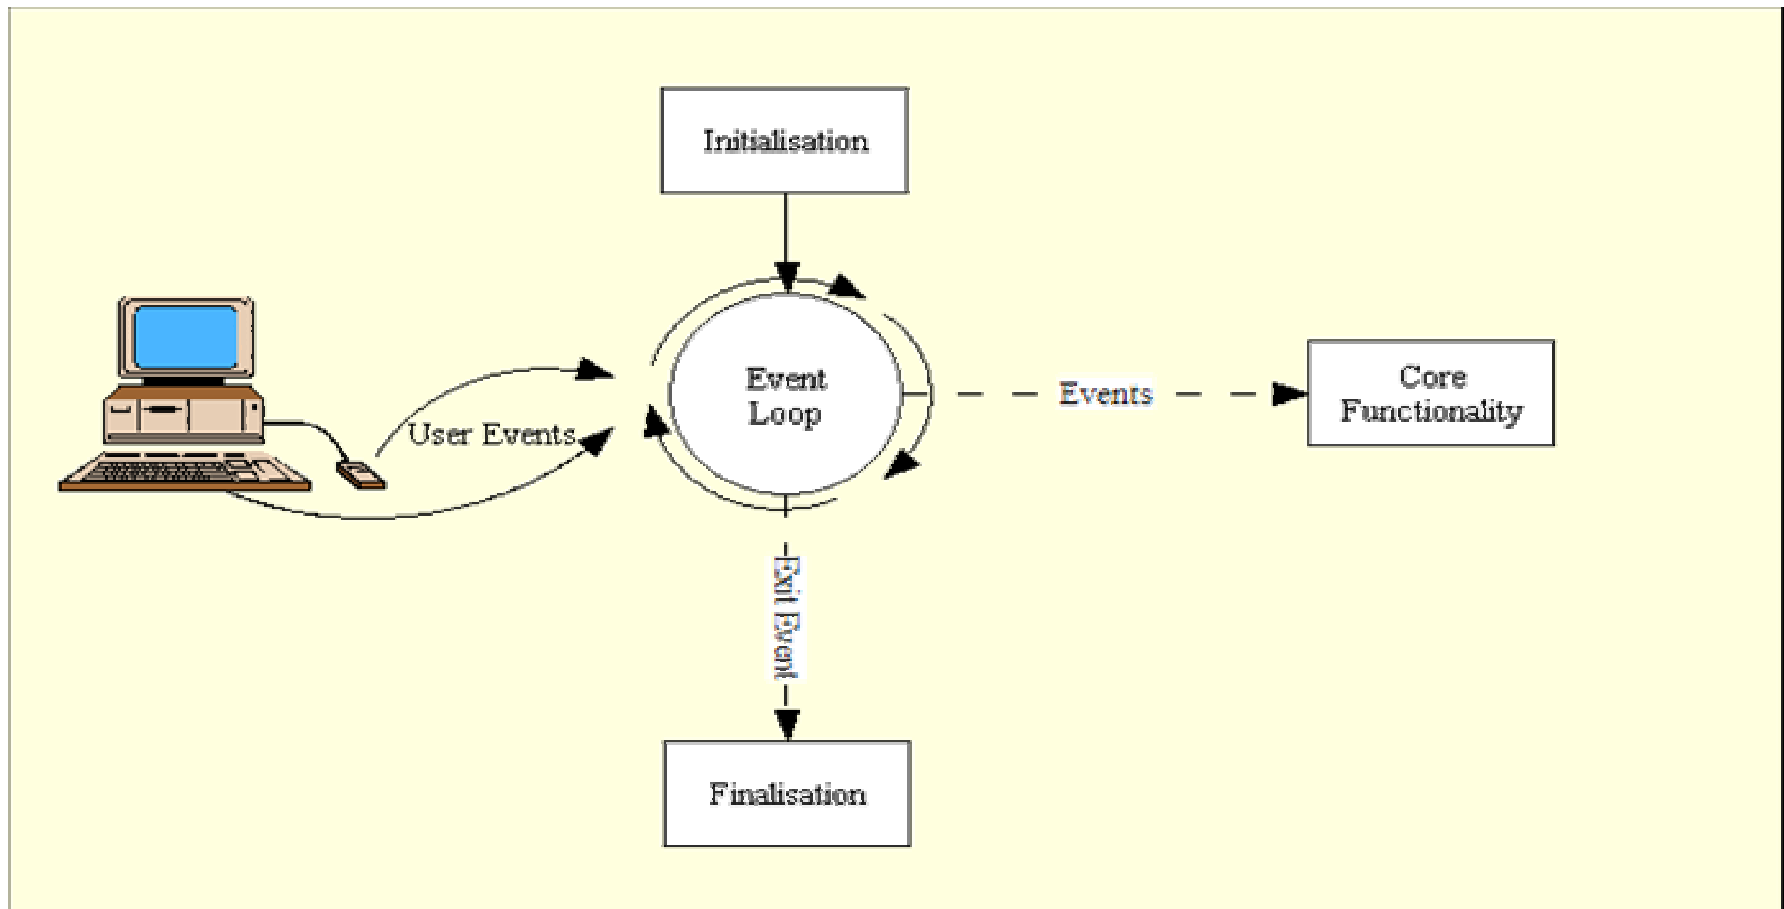 Initialisation
Event
Loop
User Events
Events
Core
Functionality
Exit Event
Finalisation